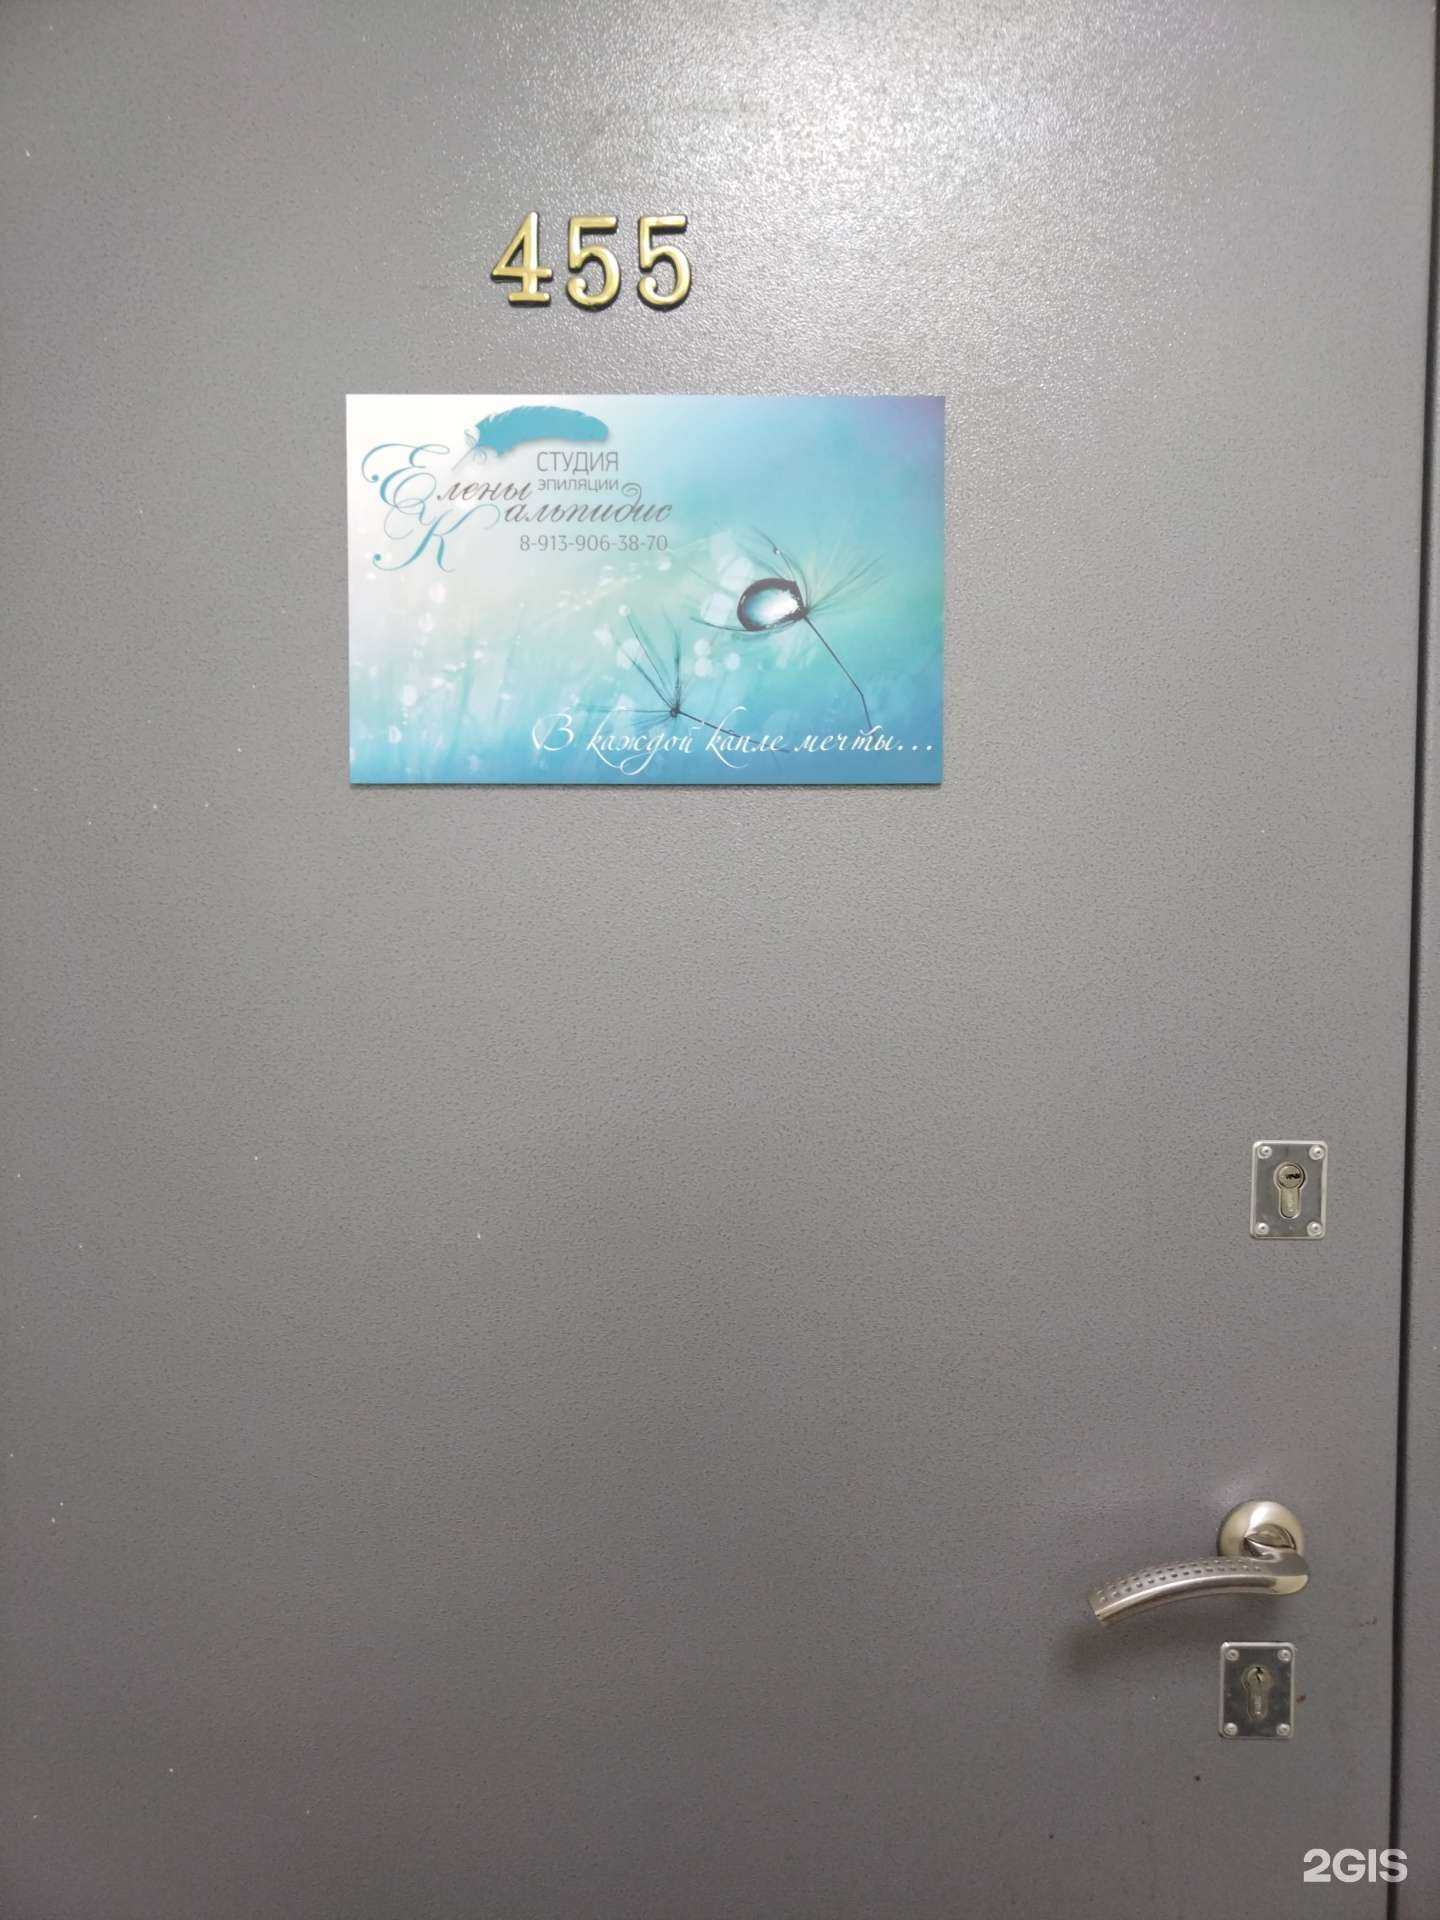 455
СТУДИЯ
ЭПИЛЯЦИИ
Елены
Кальпидис
8-913-906-38-70
В каждой капле мечты...
2GIS